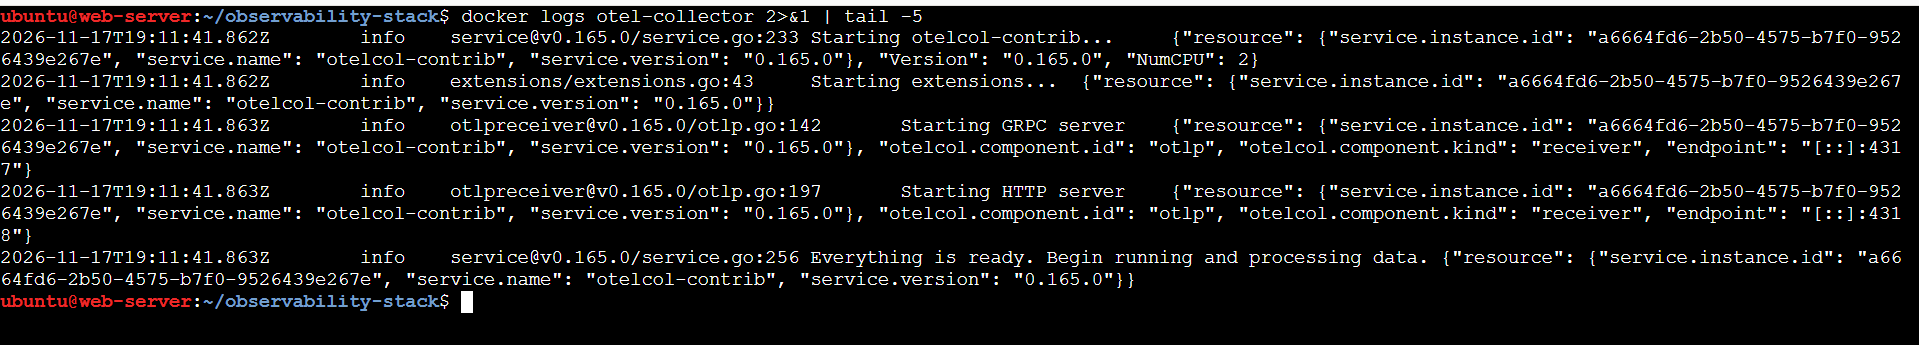 ubuntu@web-server:~/observability-stack$ docker logs otel-collector 2>&1 | tail -5
2026-11-17T19:11:41.862Z        info    service@v0.165.0/service.go:233 Starting otelcol-contrib...     {"resource": {"service.instance.id": "a6664fd6-2b50-4575-b7f0-952
6439e267e", "service.name": "otelcol-contrib", "service.version": "0.165.0"}, "Version": "0.165.0", "NumCPU": 2}
2026-11-17T19:11:41.862Z        info    extensions/extensions.go:43     Starting extensions...  {"resource": {"service.instance.id": "a6664fd6-2b50-4575-b7f0-9526439e267
e", "service.name": "otelcol-contrib", "service.version": "0.165.0"}}
2026-11-17T19:11:41.863Z        info    otlpreceiver@v0.165.0/otlp.go:142       Starting GRPC server    {"resource": {"service.instance.id": "a6664fd6-2b50-4575-b7f0-952
6439e267e", "service.name": "otelcol-contrib", "service.version": "0.165.0"}, "otelcol.component.id": "otlp", "otelcol.component.kind": "receiver", "endpoint": "[::]:431
7"}
2026-11-17T19:11:41.863Z        info    otlpreceiver@v0.165.0/otlp.go:197       Starting HTTP server    {"resource": {"service.instance.id": "a6664fd6-2b50-4575-b7f0-952
6439e267e", "service.name": "otelcol-contrib", "service.version": "0.165.0"}, "otelcol.component.id": "otlp", "otelcol.component.kind": "receiver", "endpoint": "[::]:431
8"}
2026-11-17T19:11:41.863Z        info    service@v0.165.0/service.go:256 Everything is ready. Begin running and processing data. {"resource": {"service.instance.id": "a66
64fd6-2b50-4575-b7f0-9526439e267e", "service.name": "otelcol-contrib", "service.version": "0.165.0"}}
ubuntu@web-server:~/observability-stack$